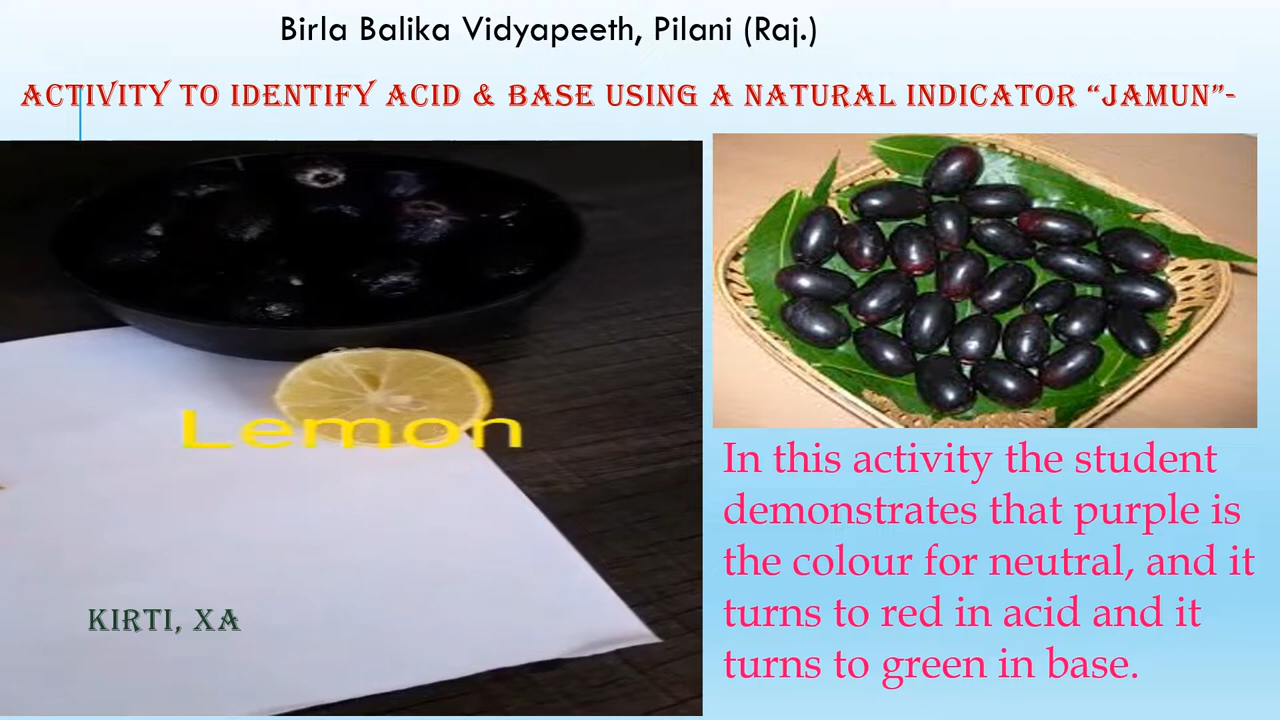 Birla Balika Vidyapeeth, Pilani (Raj.)
ACTIVITY TO IDENTIFY ACID & BASE USING A NATURAL INDICATOR “JAMUN”-
Lemon
KIRTI, XA
In this activity the student
demonstrates that purple is
the colour for neutral, and it
turns to red in acid and it
turns to green in base.